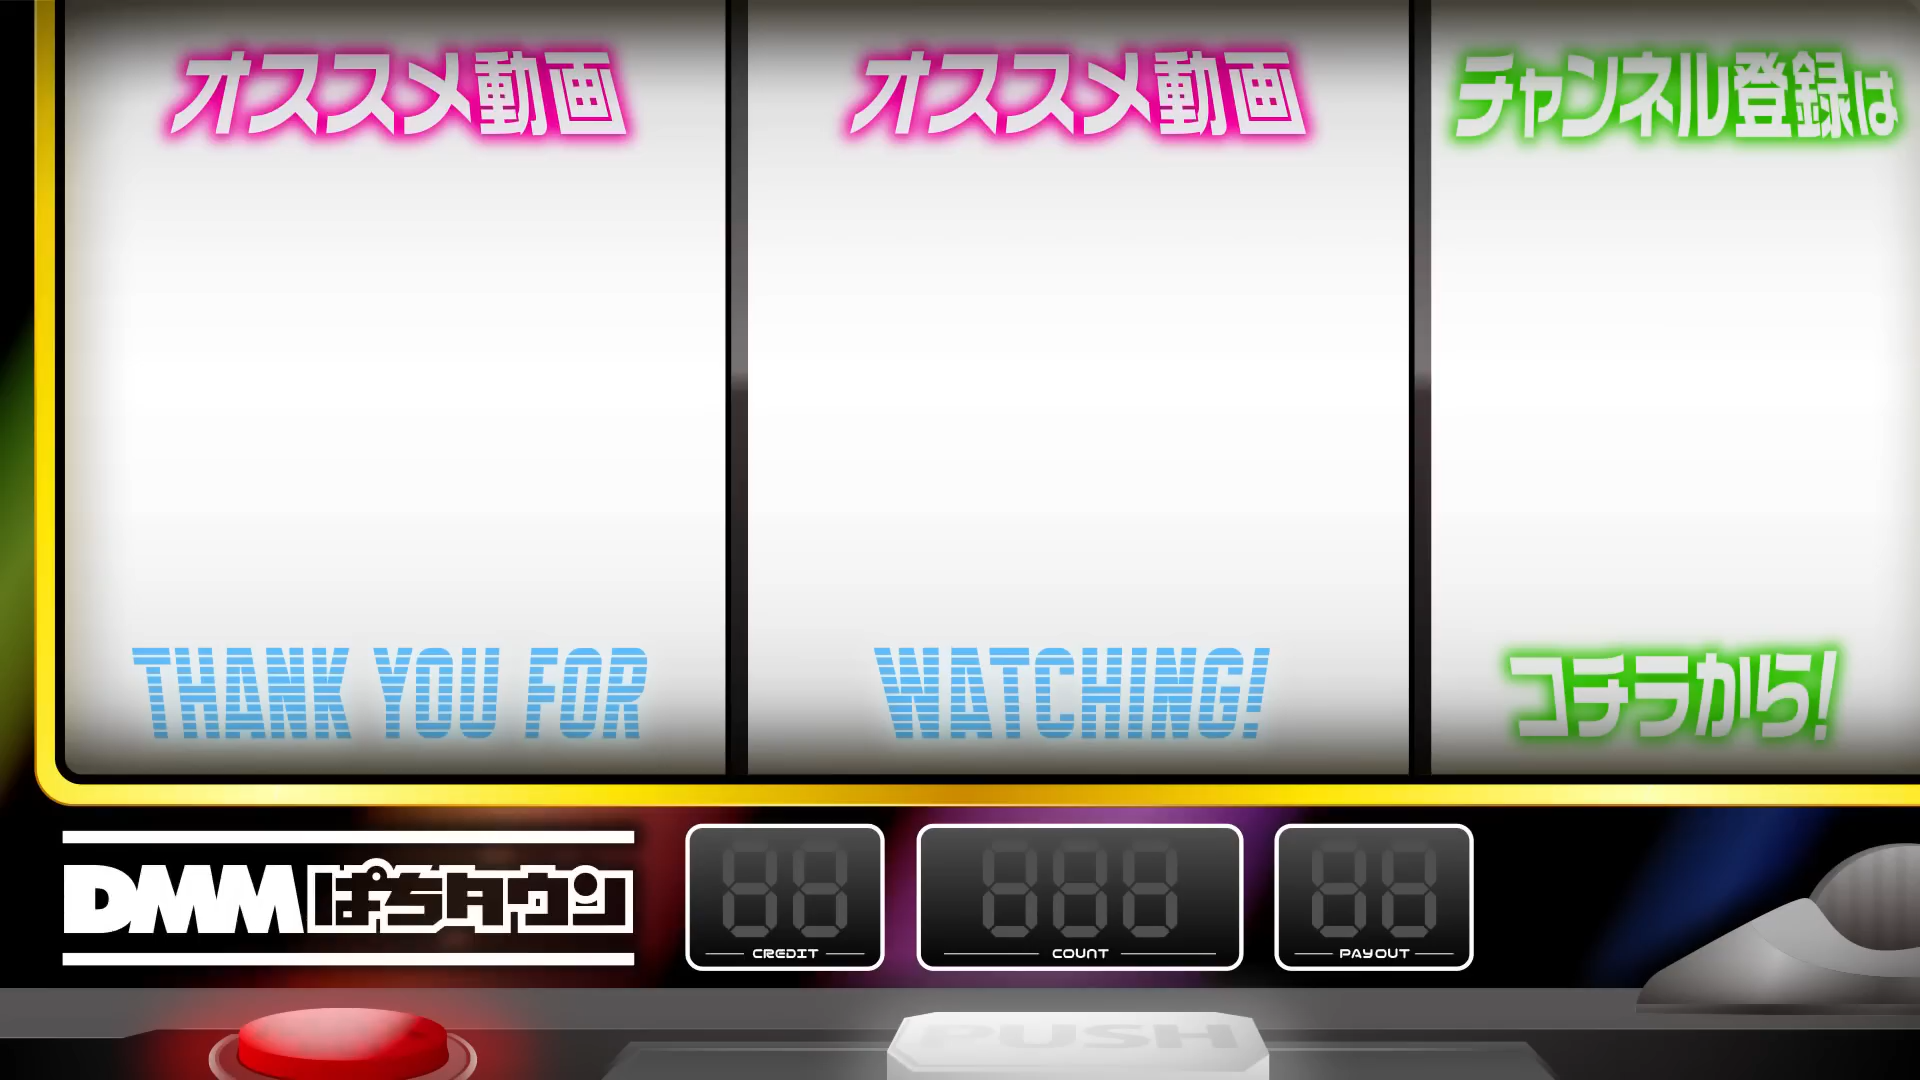 オススメ動画
オススメ動画
チャンネル登録は
THANK YOU FOR
WATCHING!
コチラから!
DMMぱちタウン
CREDIT
COUNT
PAYOUT
PUSH